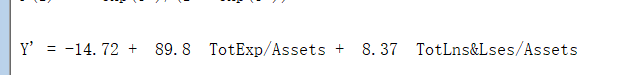 Y' = -14.72 + 89.8 TotExp/Assets + 8.37 TotLns&Lses/Assets